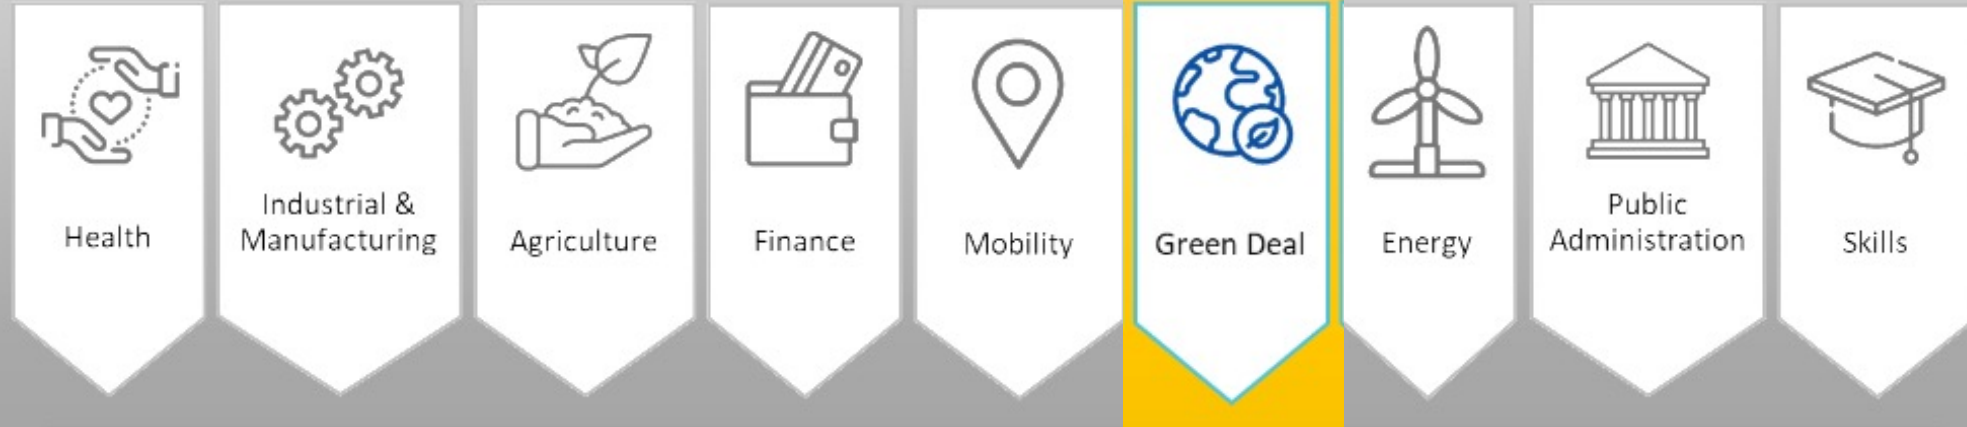 Health
Industrial &
Manufacturing
Agriculture
Finance
Mobility
Green Deal
Energy
Public
Administration
Skills